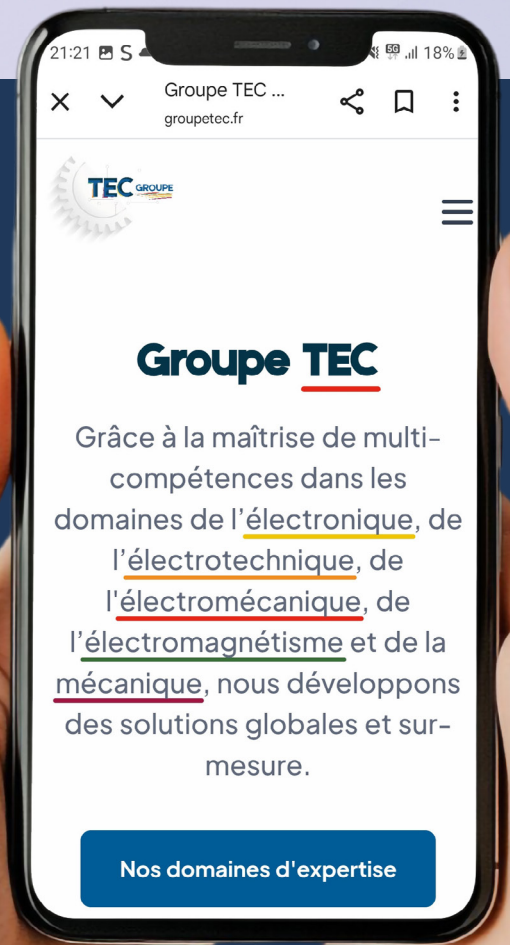 21:21 S 5G 18%
Groupe TEC ...
groupetec.fr
TEC GROUPE
Groupe TEC
Grâce à la maîtrise de multi-
compétences dans les
domaines de l’électronique, de
l’électrotechnique, de
l'électromécanique, de
l’électromagnétisme et de la
mécanique, nous développons
des solutions globales et sur-
mesure.
Nos domaines d'expertise